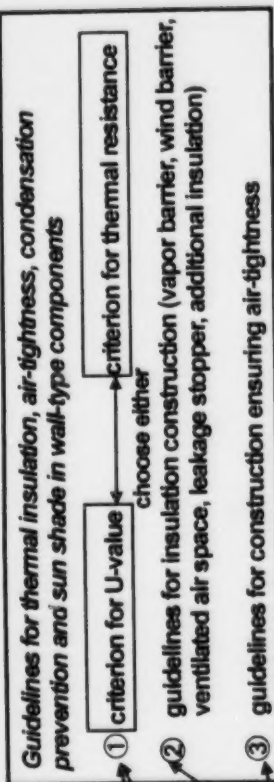 Guidelines for thermal insulation, air-tightness, condensation
prevention and sun shade in wall-type components
① criterion for U-value criterion for thermal resistance
choose either
② guidelines for insulation construction (vapor barrier, wind barrier,
ventilated air space, leakage stopper, additional insulation)
③ guidelines for construction ensuring air-tightness